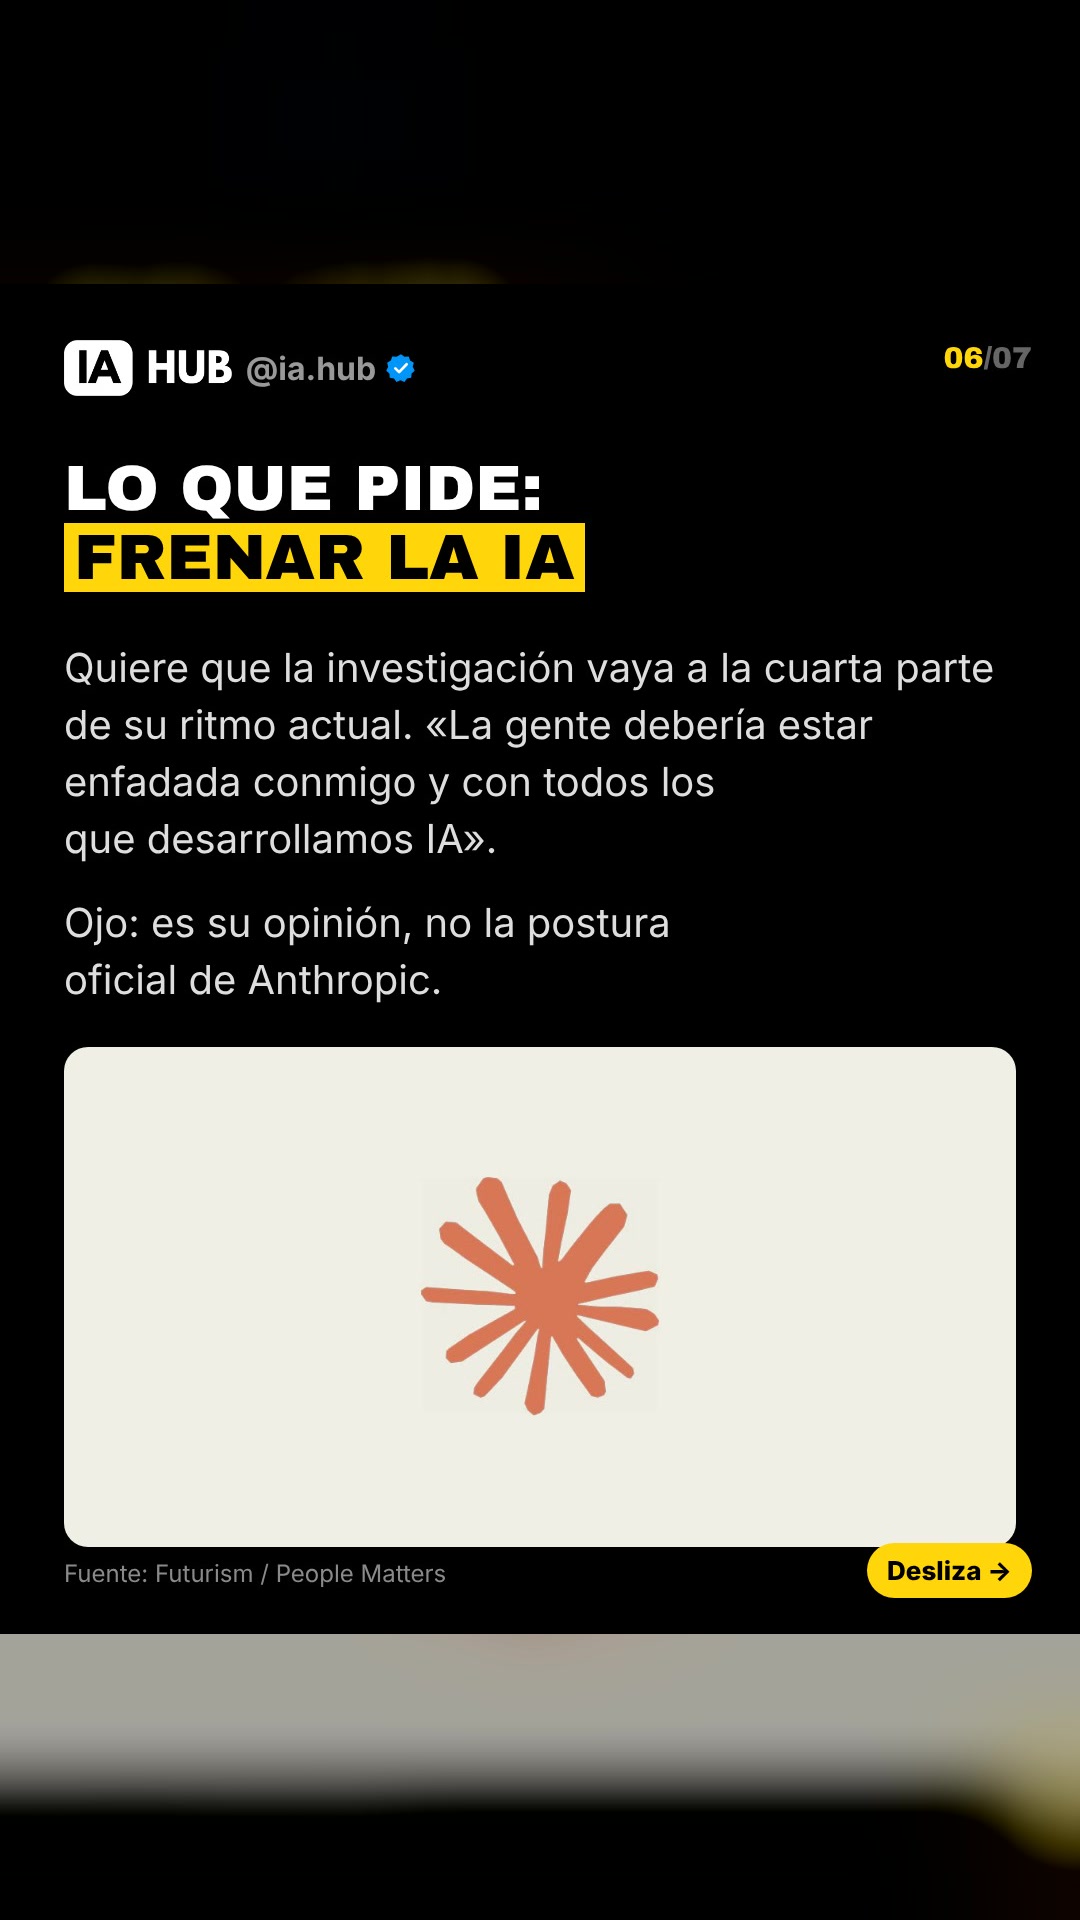 IA HUB @ia.hub
06/07
LO QUE PIDE:
FRENAR LA IA
Quiere que la investigación vaya a la cuarta parte
de su ritmo actual. «La gente debería estar
enfadada conmigo y con todos los
que desarrollamos IA».
Ojo: es su opinión, no la postura
oficial de Anthropic.
Fuente: Futurism / People Matters
Desliza →